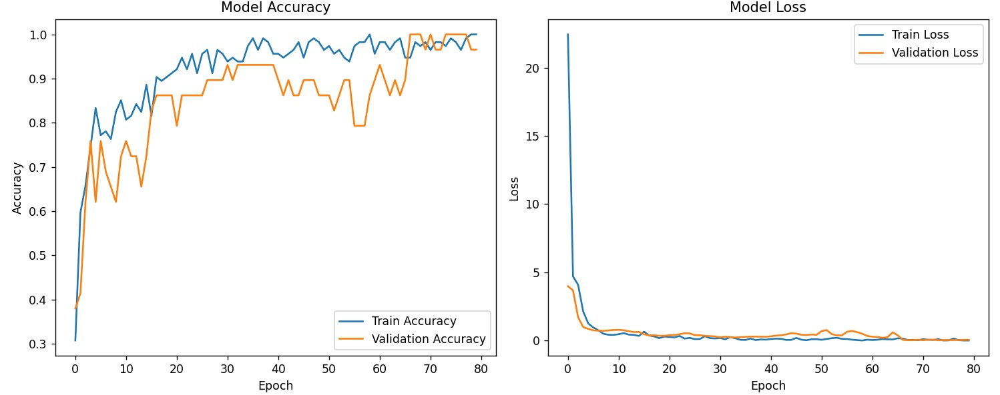 Model Accuracy
1.0
0.9
0.8
0.7
0.6
0.5
0.4
0.3
Accuracy
0 10 20 30 40 50 60 70 80
Epoch
Train Accuracy
Validation Accuracy
Model Loss
20
15
10
5
0
Loss
0 10 20 30 40 50 60 70 80
Epoch
Train Loss
Validation Loss